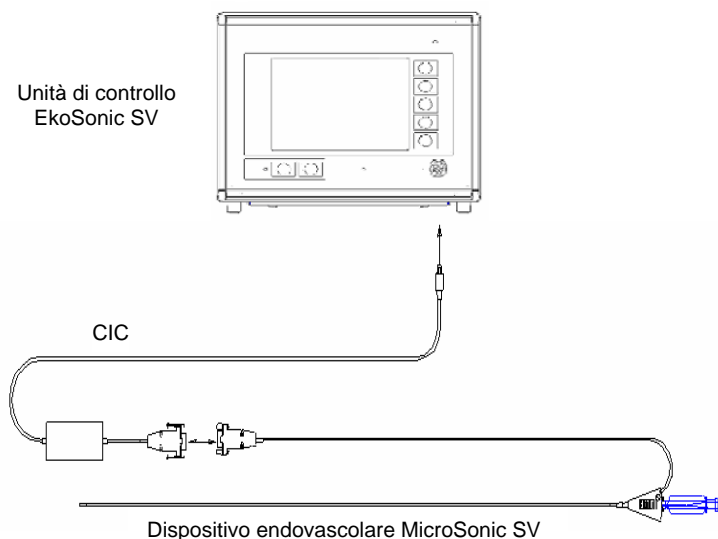 Unità di controllo
EkoSonic SV
CIC
Dispositivo endovascolare MicroSonic SV